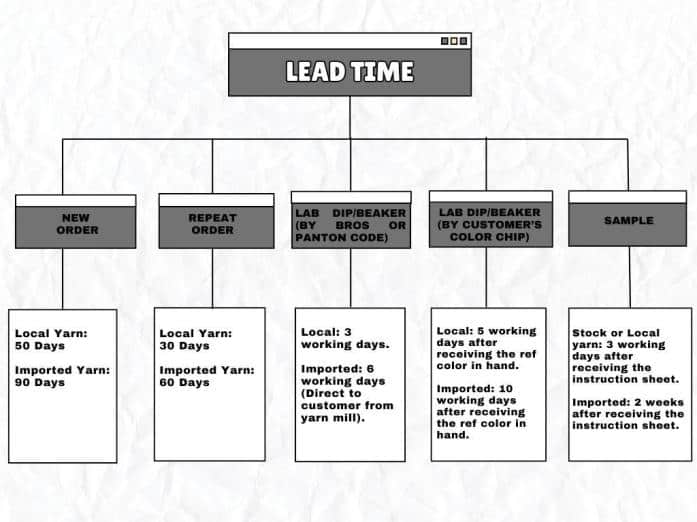 LEAD TIME
NEW
ORDER
REPEAT
ORDER
LAB DIP/BEAKER
(BY BROS OR
PANTON CODE)
LAB DIP/BEAKER
(BY CUSTOMER'S
COLOR CHIP)
SAMPLE
Local Yarn:
50 Days
Imported Yarn:
90 Days
Local Yarn:
30 Days
Imported Yarn:
60 Days
Local: 3
working days.
Imported: 6
working days
(Direct to
customer from
yarn mill).
Local: 5 working
days after
receiving the ref
color in hand.
Imported: 10
working days
after receiving
the ref color in
hand.
Stock or Local
yarn: 3 working
days after
receiving the
instruction sheet.
Imported: 2 weeks
after receiving the
instruction sheet.